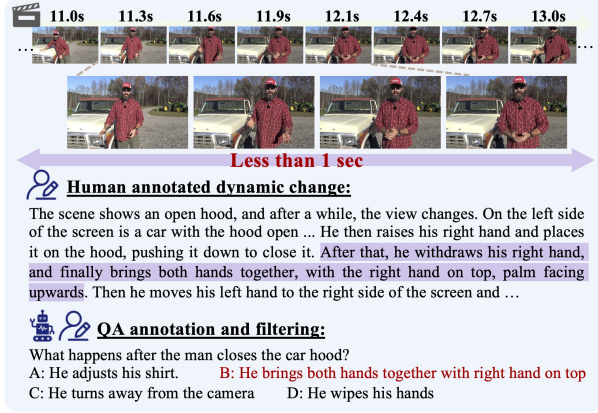 11.0s 11.3s 11.6s 11.9s 12.1s 12.4s 12.7s 13.0s
... ...
Less than 1 sec
Human annotated dynamic change:
The scene shows an open hood, and after a while, the view changes. On the left side
of the screen is a car with the hood open ... He then raises his right hand and places
it on the hood, pushing it down to close it. After that, he withdraws his right hand,
and finally brings both hands together, with the right hand on top, palm facing
upwards. Then he moves his left hand to the right side of the screen and ...
QA annotation and filtering:
What happens after the man closes the car hood?
A: He adjusts his shirt. B: He brings both hands together with right hand on top
C: He turns away from the camera D: He wipes his hands